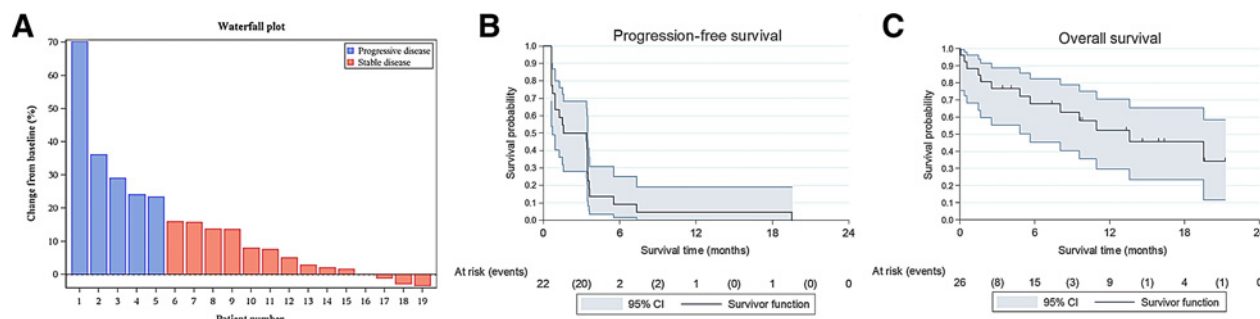 A
Waterfall plot
Progressive disease
Stable disease
Change from baseline (%)
70
60
50
40
30
20
10
0
1 2 3 4 5 6 7 8 9 10 11 12 13 14 15 16 17 18 19
B
Progression-free survival
Survival probability
1.0
0.9
0.8
0.7
0.6
0.5
0.4
0.3
0.2
0.1
0.0
0 6 12 18 24
Survival time (months)
At risk (events)
22 (20) 2 (2) 1 (0) 1 (0) 0
95% CI Survivor function
C
Overall survival
Survival probability
1.0
0.9
0.8
0.7
0.6
0.5
0.4
0.3
0.2
0.1
0.0
0 6 12 18 24
Survival time (months)
At risk (events)
26 (8) 15 (3) 9 (1) 4 (1)
95% CI Survivor function